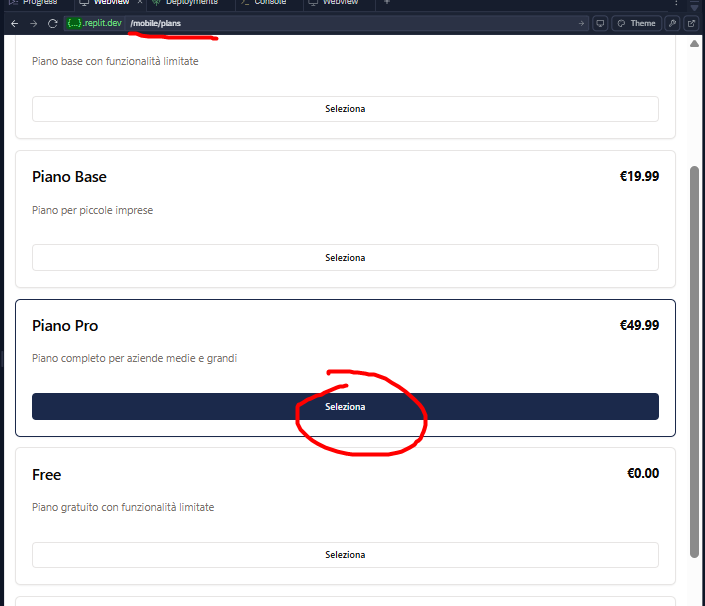 Progress Webview Deployments Console Webview
{...}.replit.dev /mobile/plans Theme
Piano base con funzionalità limitate
Seleziona
Piano Base €19.99
Piano per piccole imprese
Seleziona
Piano Pro €49.99
Piano completo per aziende medie e grandi
Seleziona
Free €0.00
Piano gratuito con funzionalità limitate
Seleziona